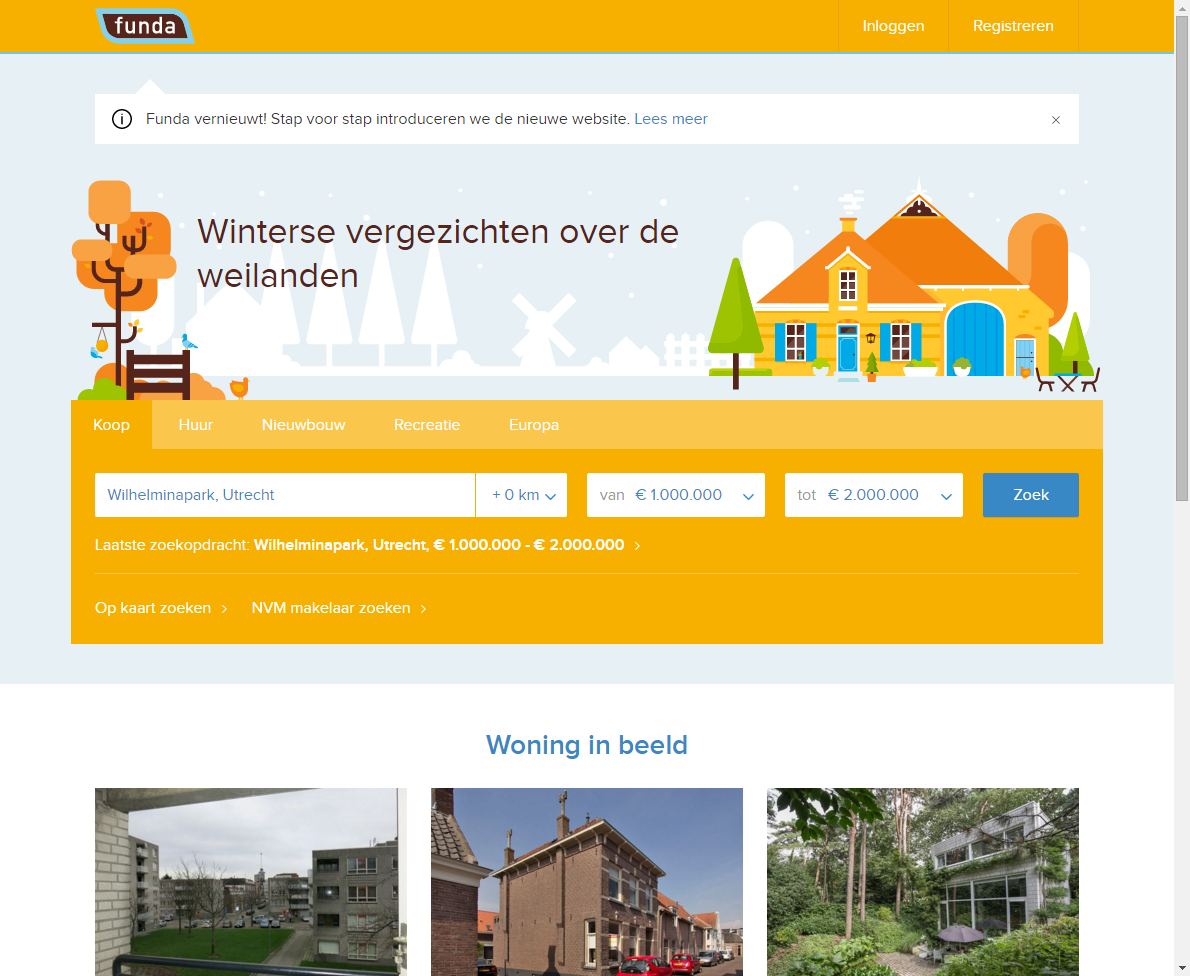 funda
Inloggen
Registreren
Funda vernieuwt! Stap voor stap introduceren we de nieuwe website. Lees meer
Winterse vergezichten over de
weilanden
Koop
Huur
Nieuwbouw
Recreatie
Europa
Wilhelminapark, Utrecht
+ 0 km
van € 1.000.000
tot € 2.000.000
Zoek
Laatste zoekopdracht: Wilhelminapark, Utrecht, € 1.000.000 - € 2.000.000
Op kaart zoeken
NVM makelaar zoeken
Woning in beeld